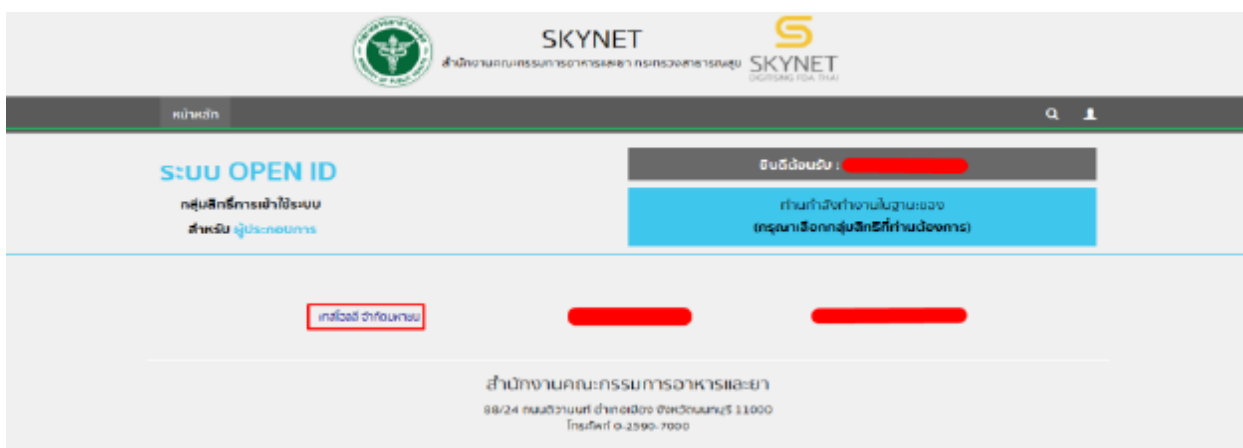 SKYNET
สำนักงานคณะกรรมการอาหารและยา กระทรวงสาธารณสุข
SKYNET
DIGITISING FDA THAI
หน้าหลัก
ระบบ OPEN ID
กลุ่มสิทธิ์การเข้าใช้ระบบ
สำหรับ ผู้ประกอบการ
ยินดีต้อนรับ :
ท่านกำลังทำงานในฐานะของ
(กรุณาเลือกกลุ่มสิทธิ์ที่ท่านต้องการ)
จำกัดมหาชน
สำนักงานคณะกรรมการอาหารและยา
88/24 ถนนติวานนท์ อำเภอเมือง จังหวัดนนทบุรี 11000
โทรศัพท์ 0-2590-7000